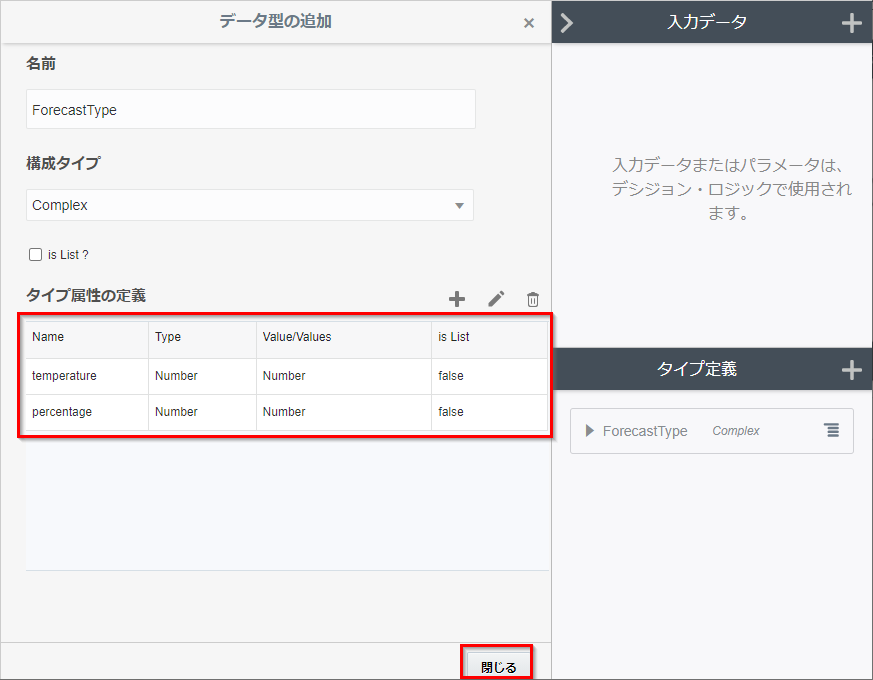 データ型の追加
名前
ForecastType
構成タイプ
Complex
is List ?
タイプ属性の定義
Name Type Value/Values is List
temperature Number Number false
percentage Number Number false
閉じる
入力データ
入力データまたはパラメータは、
デシジョン・ロジックで使用され
ます。
タイプ定義
ForecastType Complex